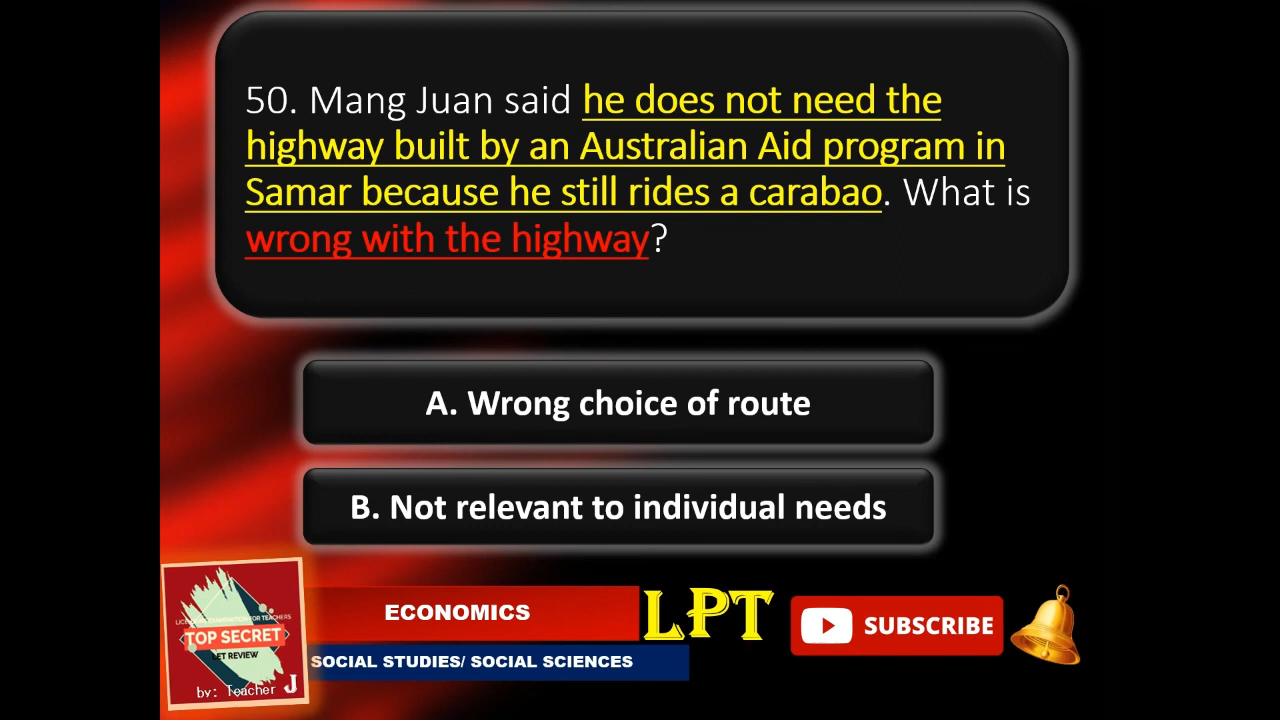 50. Mang Juan said he does not need the
highway built by an Australian Aid program in
Samar because he still rides a carabao. What is
wrong with the highway?
A. Wrong choice of route
B. Not relevant to individual needs
TOP SECRET
LET REVIEW
by: Teacher J
ECONOMICS
SOCIAL STUDIES/ SOCIAL SCIENCES
LPT
SUBSCRIBE